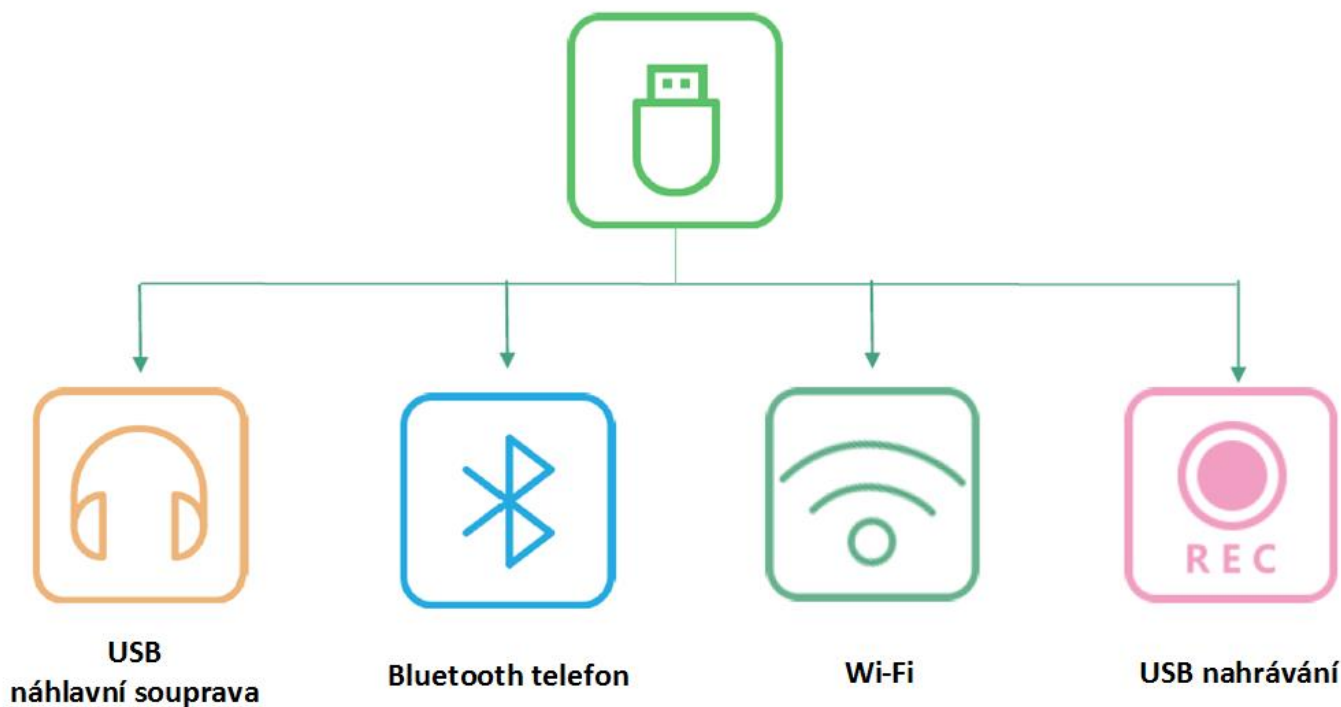 REC
USB
náhlavní souprava
Bluetooth telefon
Wi-Fi
USB nahrávání